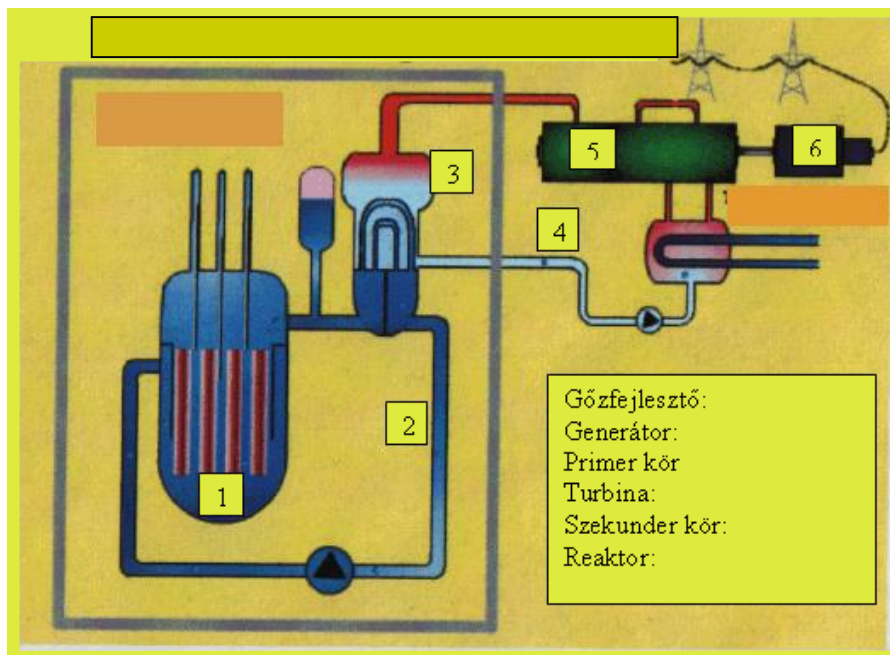 3
5
6
4
2
1
Gőzfejlesztő:
Generátor:
Primer kör
Turbina:
Szekunder kör:
Reaktor: